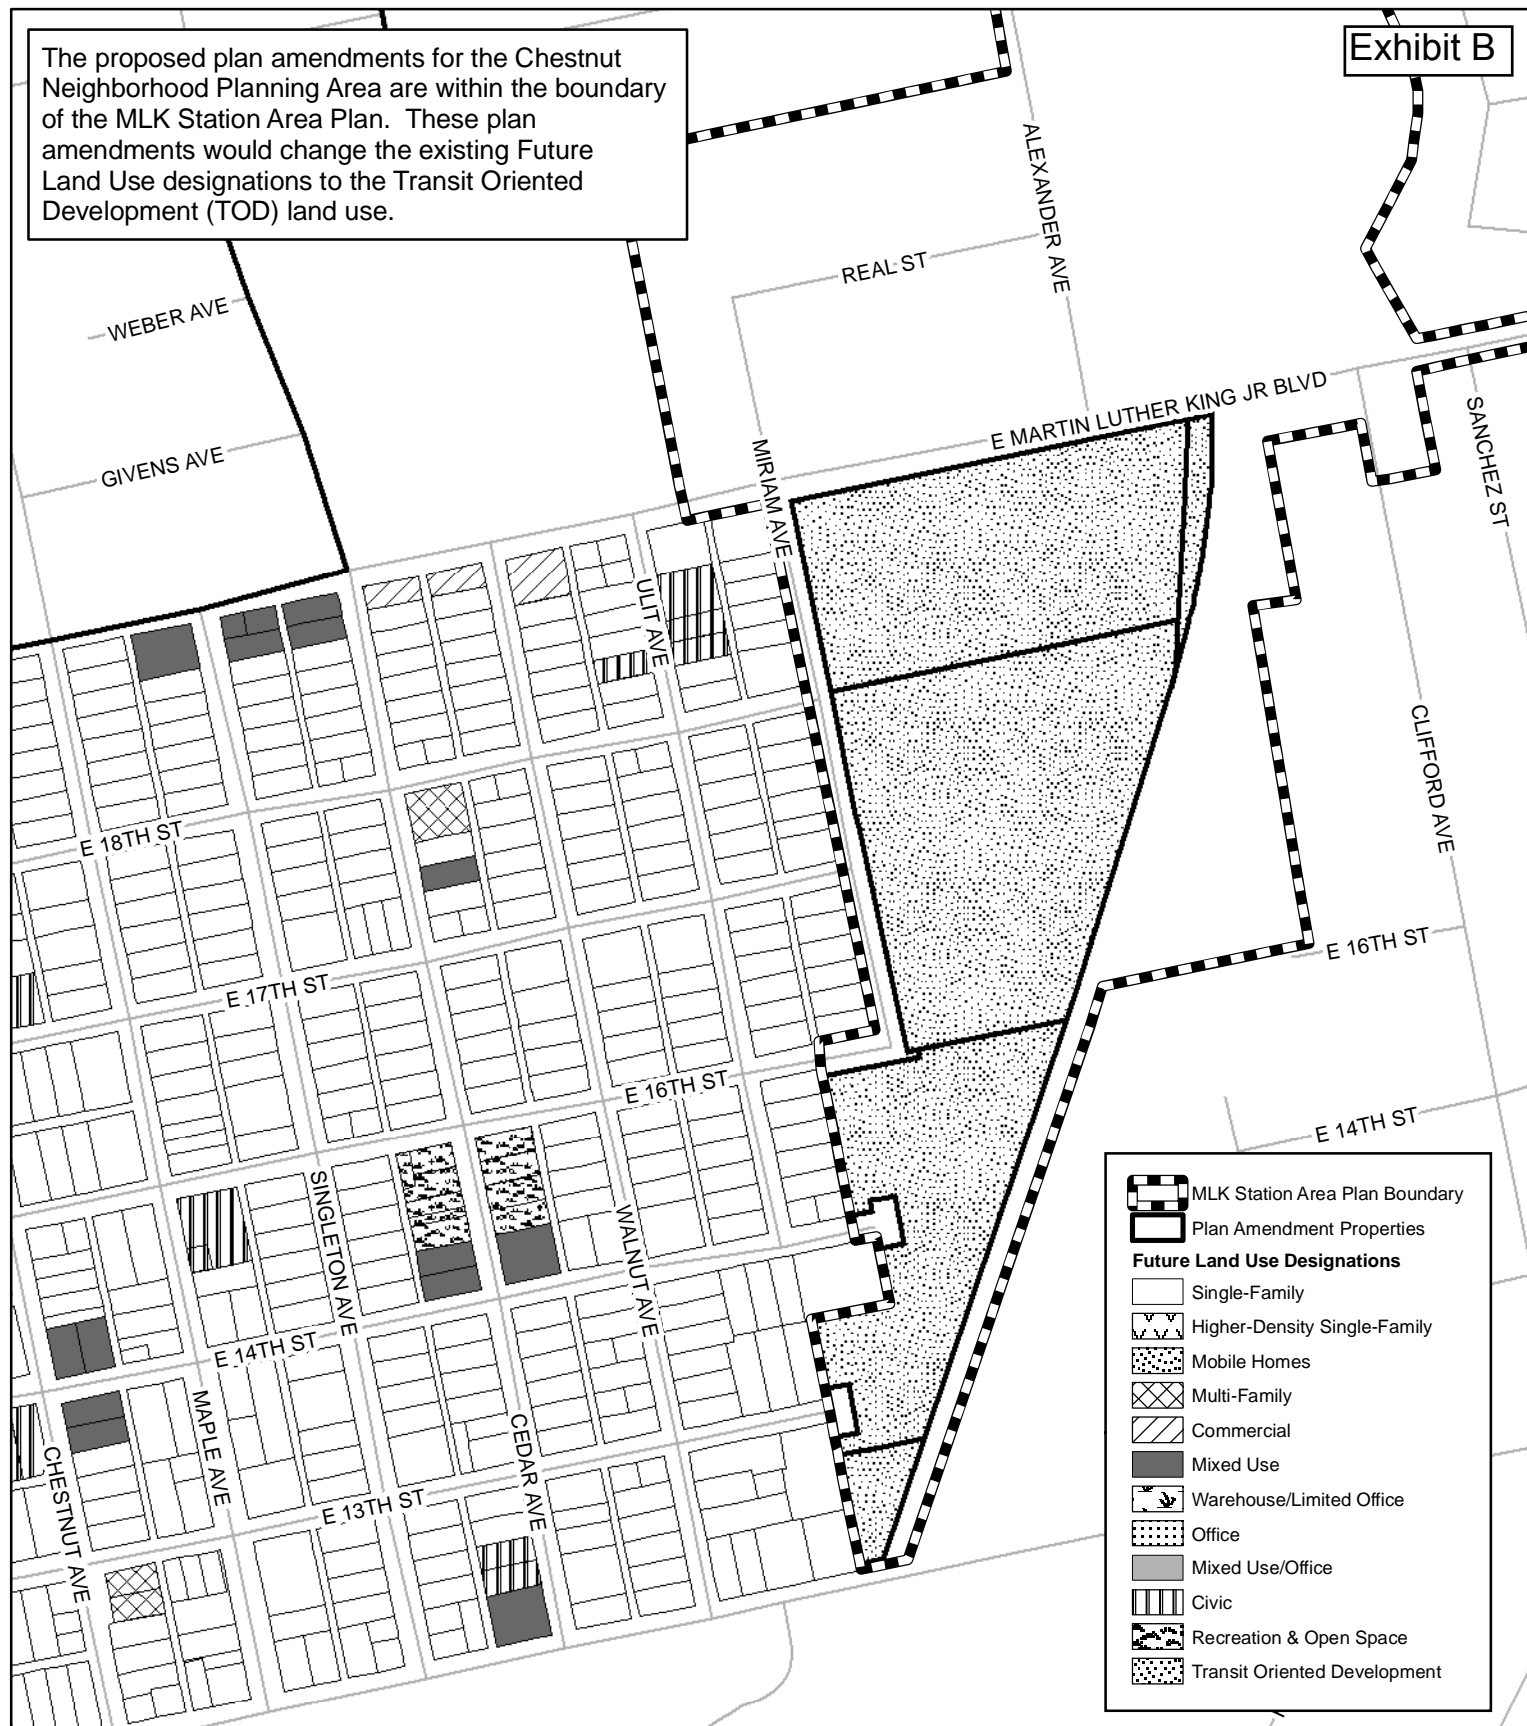 The proposed plan amendments for the Chestnut
Neighborhood Planning Area are within the boundary
of the MLK Station Area Plan.  These plan
amendments would change the existing Future
Land Use designations to the Transit Oriented
Development (TOD) land use.
Exhibit B
ALEXANDER AVE
REAL ST
WEBER AVE
E MARTIN LUTHER KING JR BLVD
SANCHEZ ST
GIVENS AVE
MIRIAM AVE
ULIT AVE
CLIFFORD AVE
E 18TH ST
E 16TH ST
E 17TH ST
E 16TH ST
E 14TH ST
SINGLETON AVE
WALNUT AVE
E 14TH ST
MAPLE AVE
CEDAR AVE
CHESTNUT AVE
E 13TH ST
MLK Station Area Plan Boundary
Plan Amendment Properties
Future Land Use Designations
Single-Family
Higher-Density Single-Family
Mobile Homes
Multi-Family
Commercial
Mixed Use
Warehouse/Limited Office
Office
Mixed Use/Office
Civic
Recreation & Open Space
Transit Oriented Development